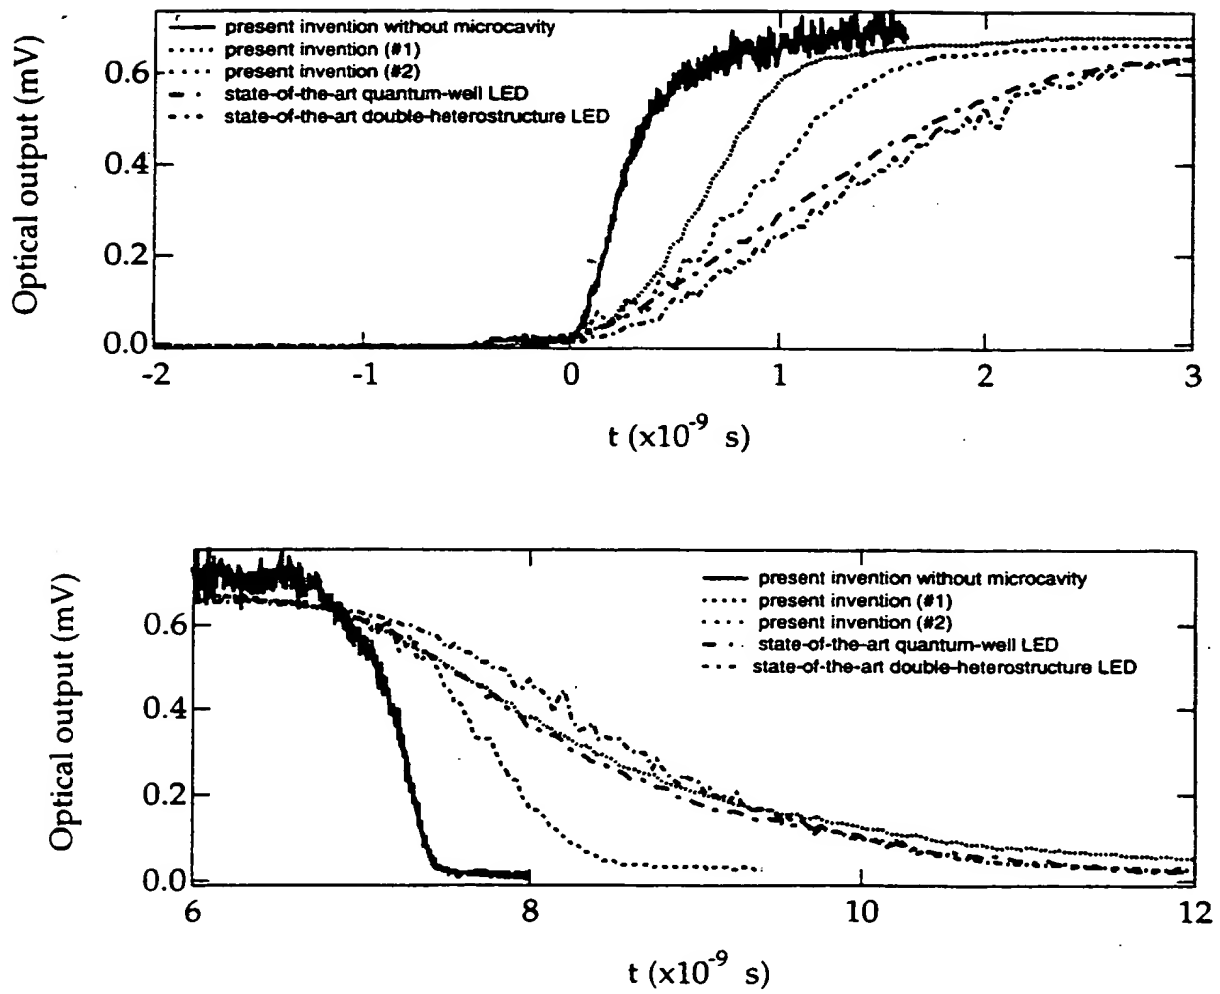 present invention without microcavity
present invention (#1)
present invention (#2)
state-of-the-art quantum-well LED
state-of-the-art double-heterostructure LED
Optical output (mV)
0.6
0.4
0.2
0.0
-2 -1 0 1 2 3
t (x10⁻⁹ s)
present invention without microcavity
present invention (#1)
present invention (#2)
state-of-the-art quantum-well LED
state-of-the-art double-heterostructure LED
Optical output (mV)
0.6
0.4
0.2
0.0
6 8 10 12
t (x10⁻⁹ s)